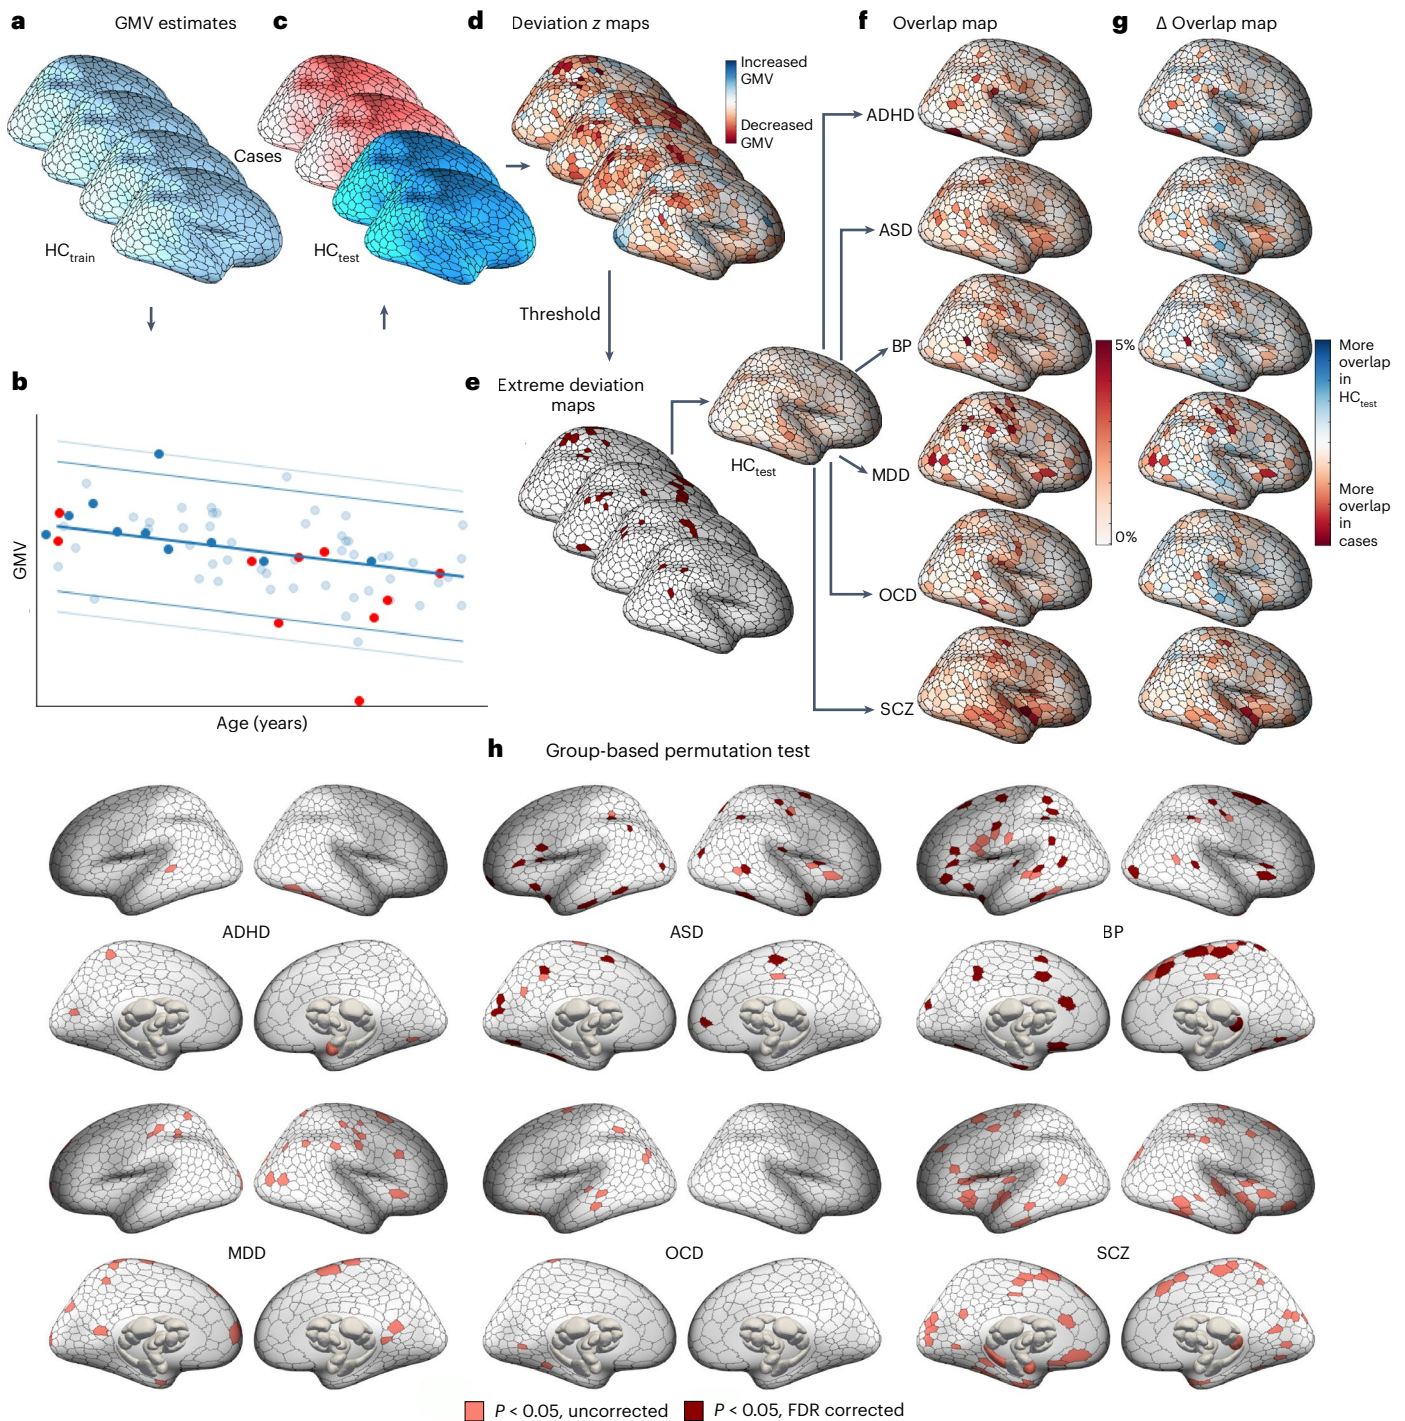 a GMV estimates
c
d Deviation z maps
f Overlap map
g Δ Overlap map
Increased
GMV
Decreased
GMV
Cases
HCtrain
HCtest
ADHD
ASD
BP
MDD
OCD
SCZ
Threshold
b
GMV
Age (years)
e Extreme deviation
maps
HCtest
5%
0%
More
overlap
in
HCtest
More
overlap
in
cases
h Group-based permutation test
ADHD
ASD
BP
MDD
OCD
SCZ
P < 0.05, uncorrected
P < 0.05, FDR corrected